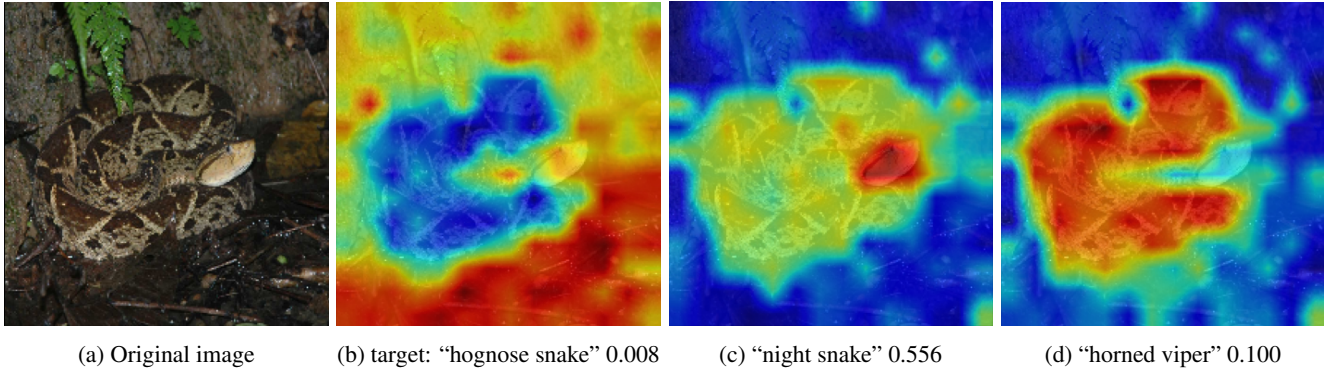 (a) Original image
(b) target: “hognose snake” 0.008
(c) “night snake” 0.556
(d) “horned viper” 0.100